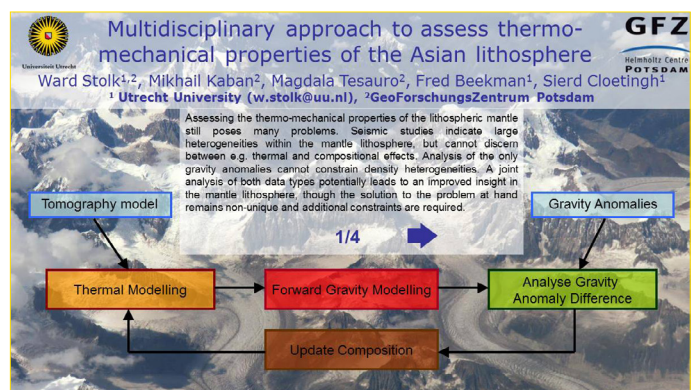 Multidisciplinary approach to assess thermo-
mechanical properties of the Asian lithosphere
GFZ
Helmholtz Centre
POTSDAM
Universiteit Utrecht
Ward Stolk¹,², Mikhail Kaban², Magdala Tesauro², Fred Beekman¹, Sierd Cloetingh¹
¹ Utrecht University (w.stolk@uu.nl), ²GeoForschungsZentrum Potsdam
Assessing the thermo-mechanical properties of the lithospheric mantle
still poses many problems. Seismic studies indicate large
heterogeneities within the mantle lithosphere, but cannot discern
between e.g. thermal and compositional effects. Analysis of the only
gravity anomalies cannot constrain density heterogeneities. A joint
analysis of both data types potentially leads to an improved insight in
the mantle lithosphere, though the solution to the problem at hand
remains non-unique and additional constraints are required.
1/4
Tomography model
Gravity Anomalies
Thermal Modelling
Forward Gravity Modelling
Analyse Gravity
Anomaly Difference
Update Composition